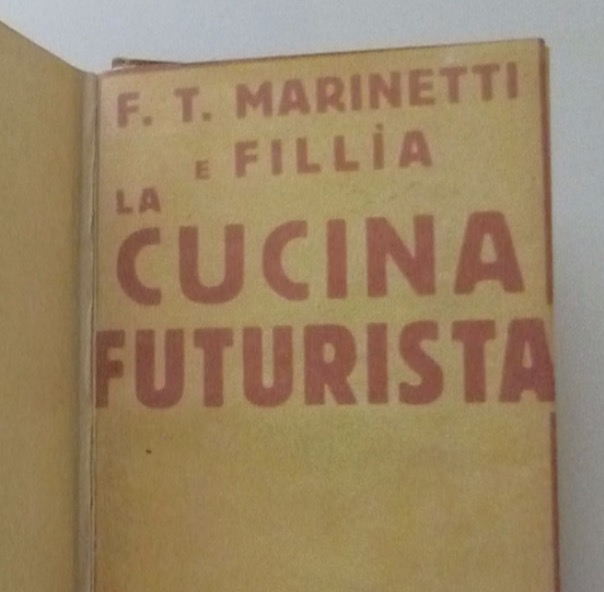 F. T. MARINETTI
E FILLÌA
LA
CUCINA
FUTURISTA